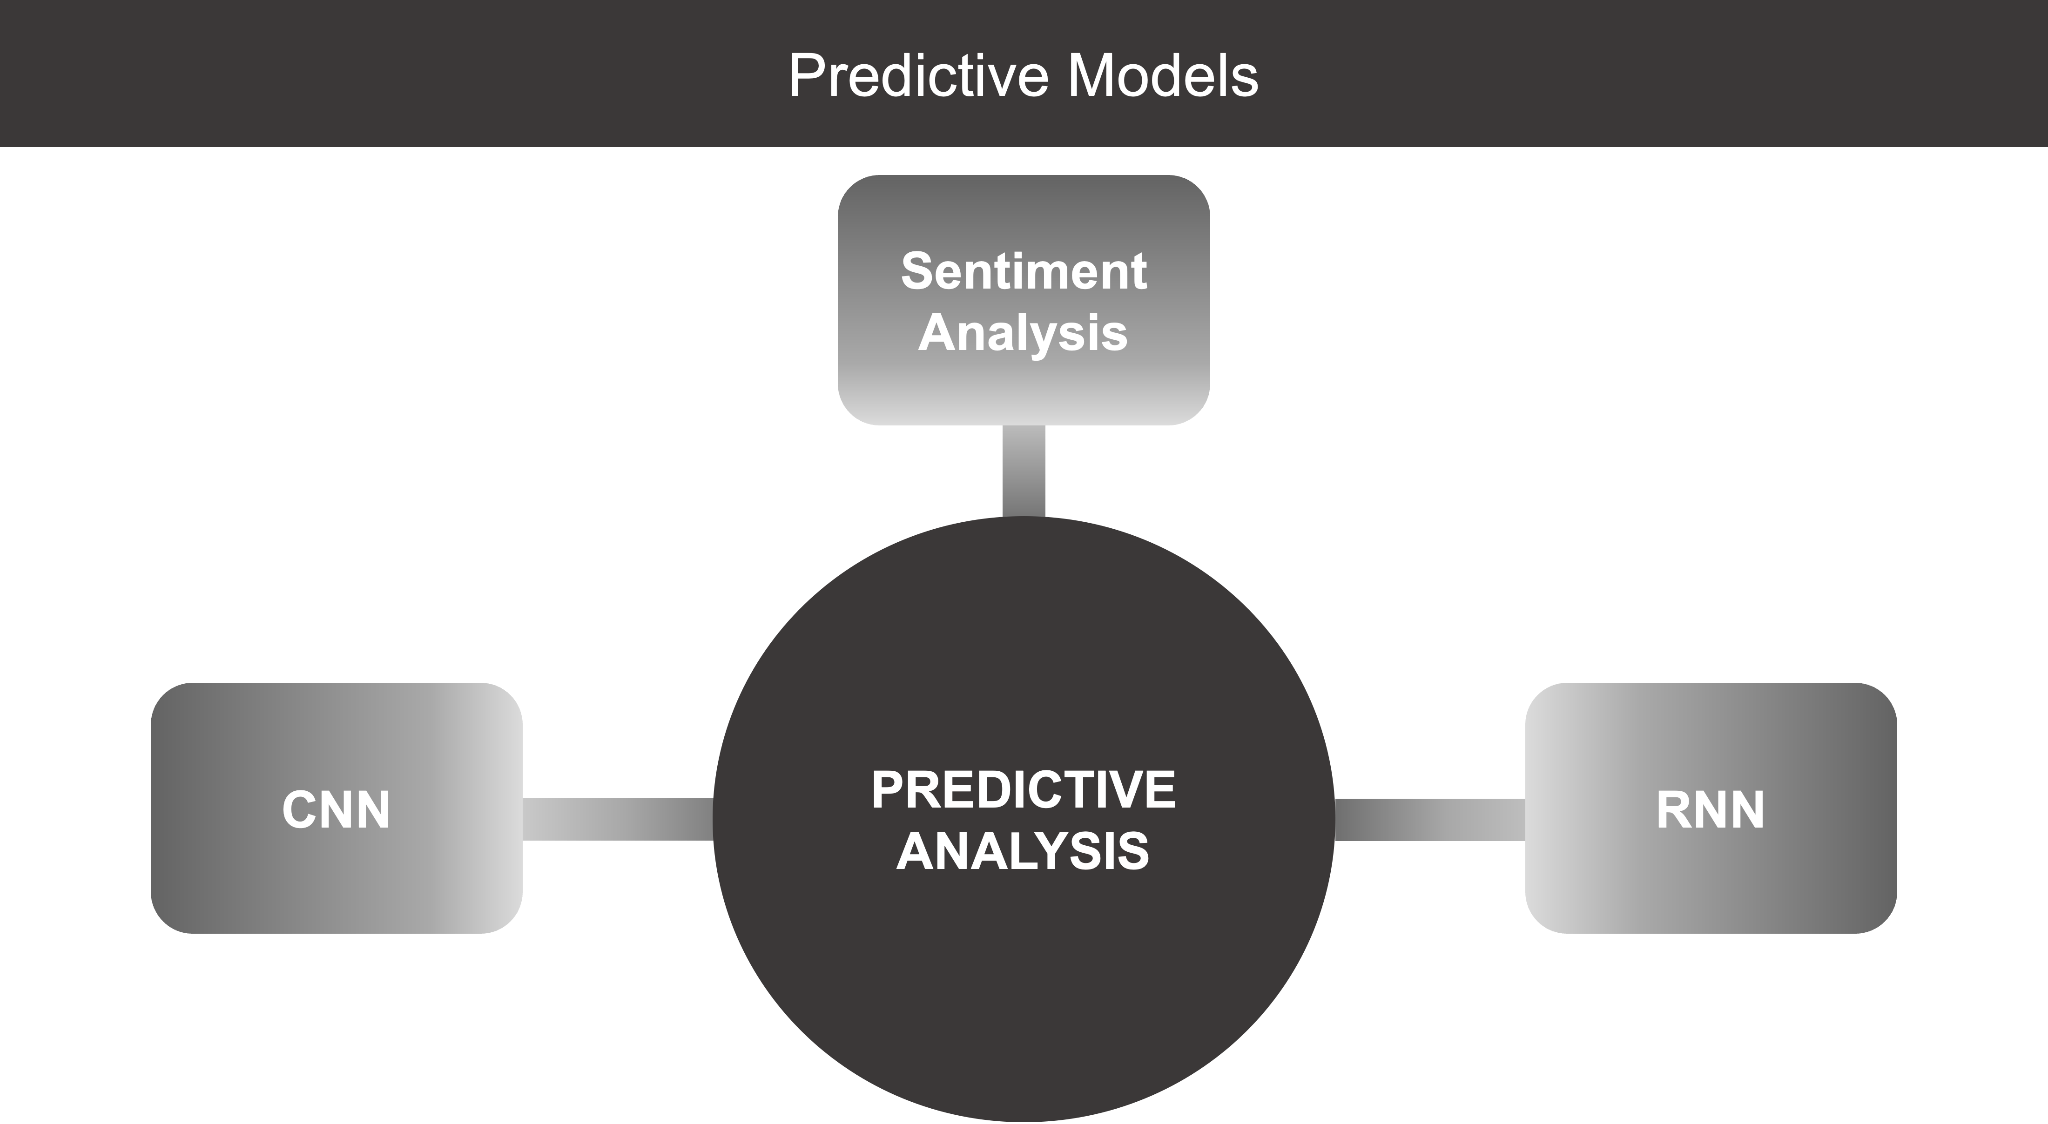 Predictive Models
Sentiment
Analysis
CNN
PREDICTIVE
ANALYSIS
RNN